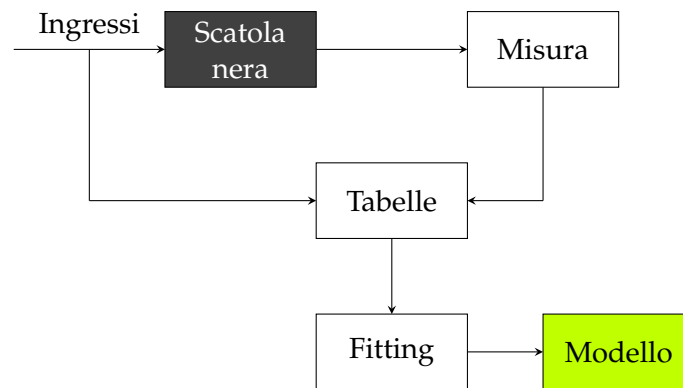 Ingressi
Scatola
nera
Misura
Tabelle
Fitting
Modello